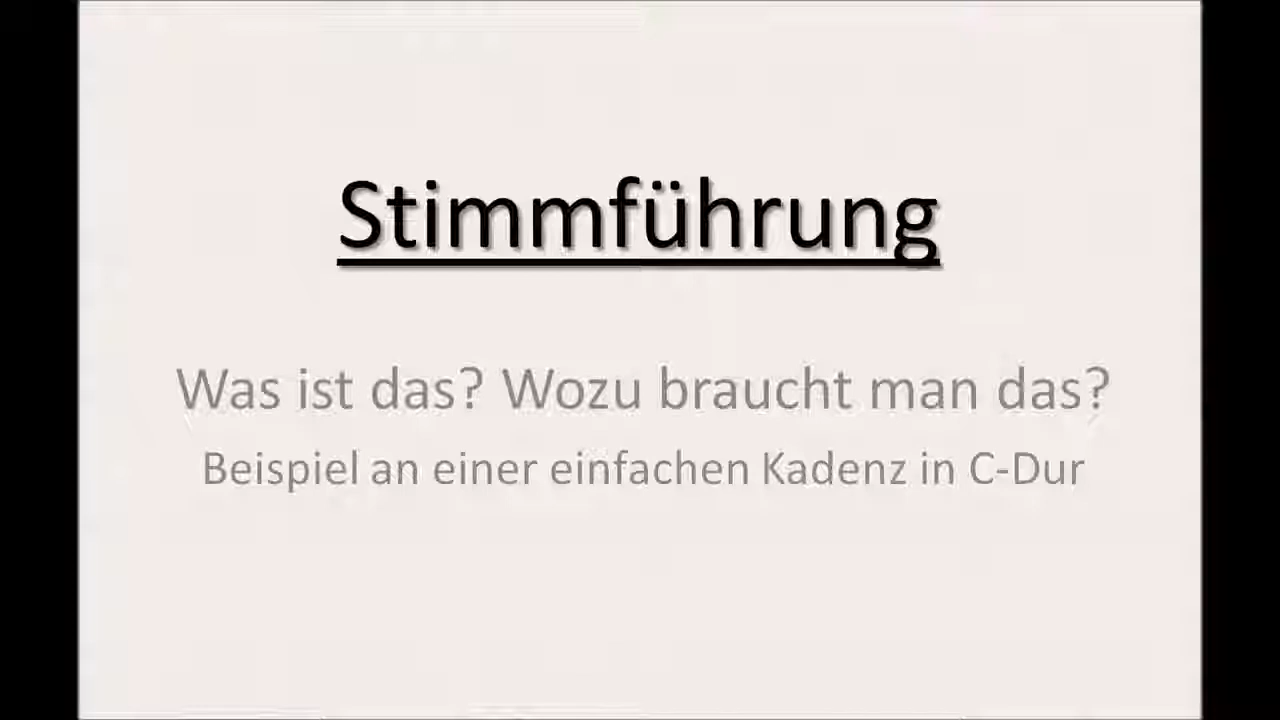 Stimmführung
Was ist das? Wozu braucht man das?
Beispiel an einer einfachen Kadenz in C-Dur